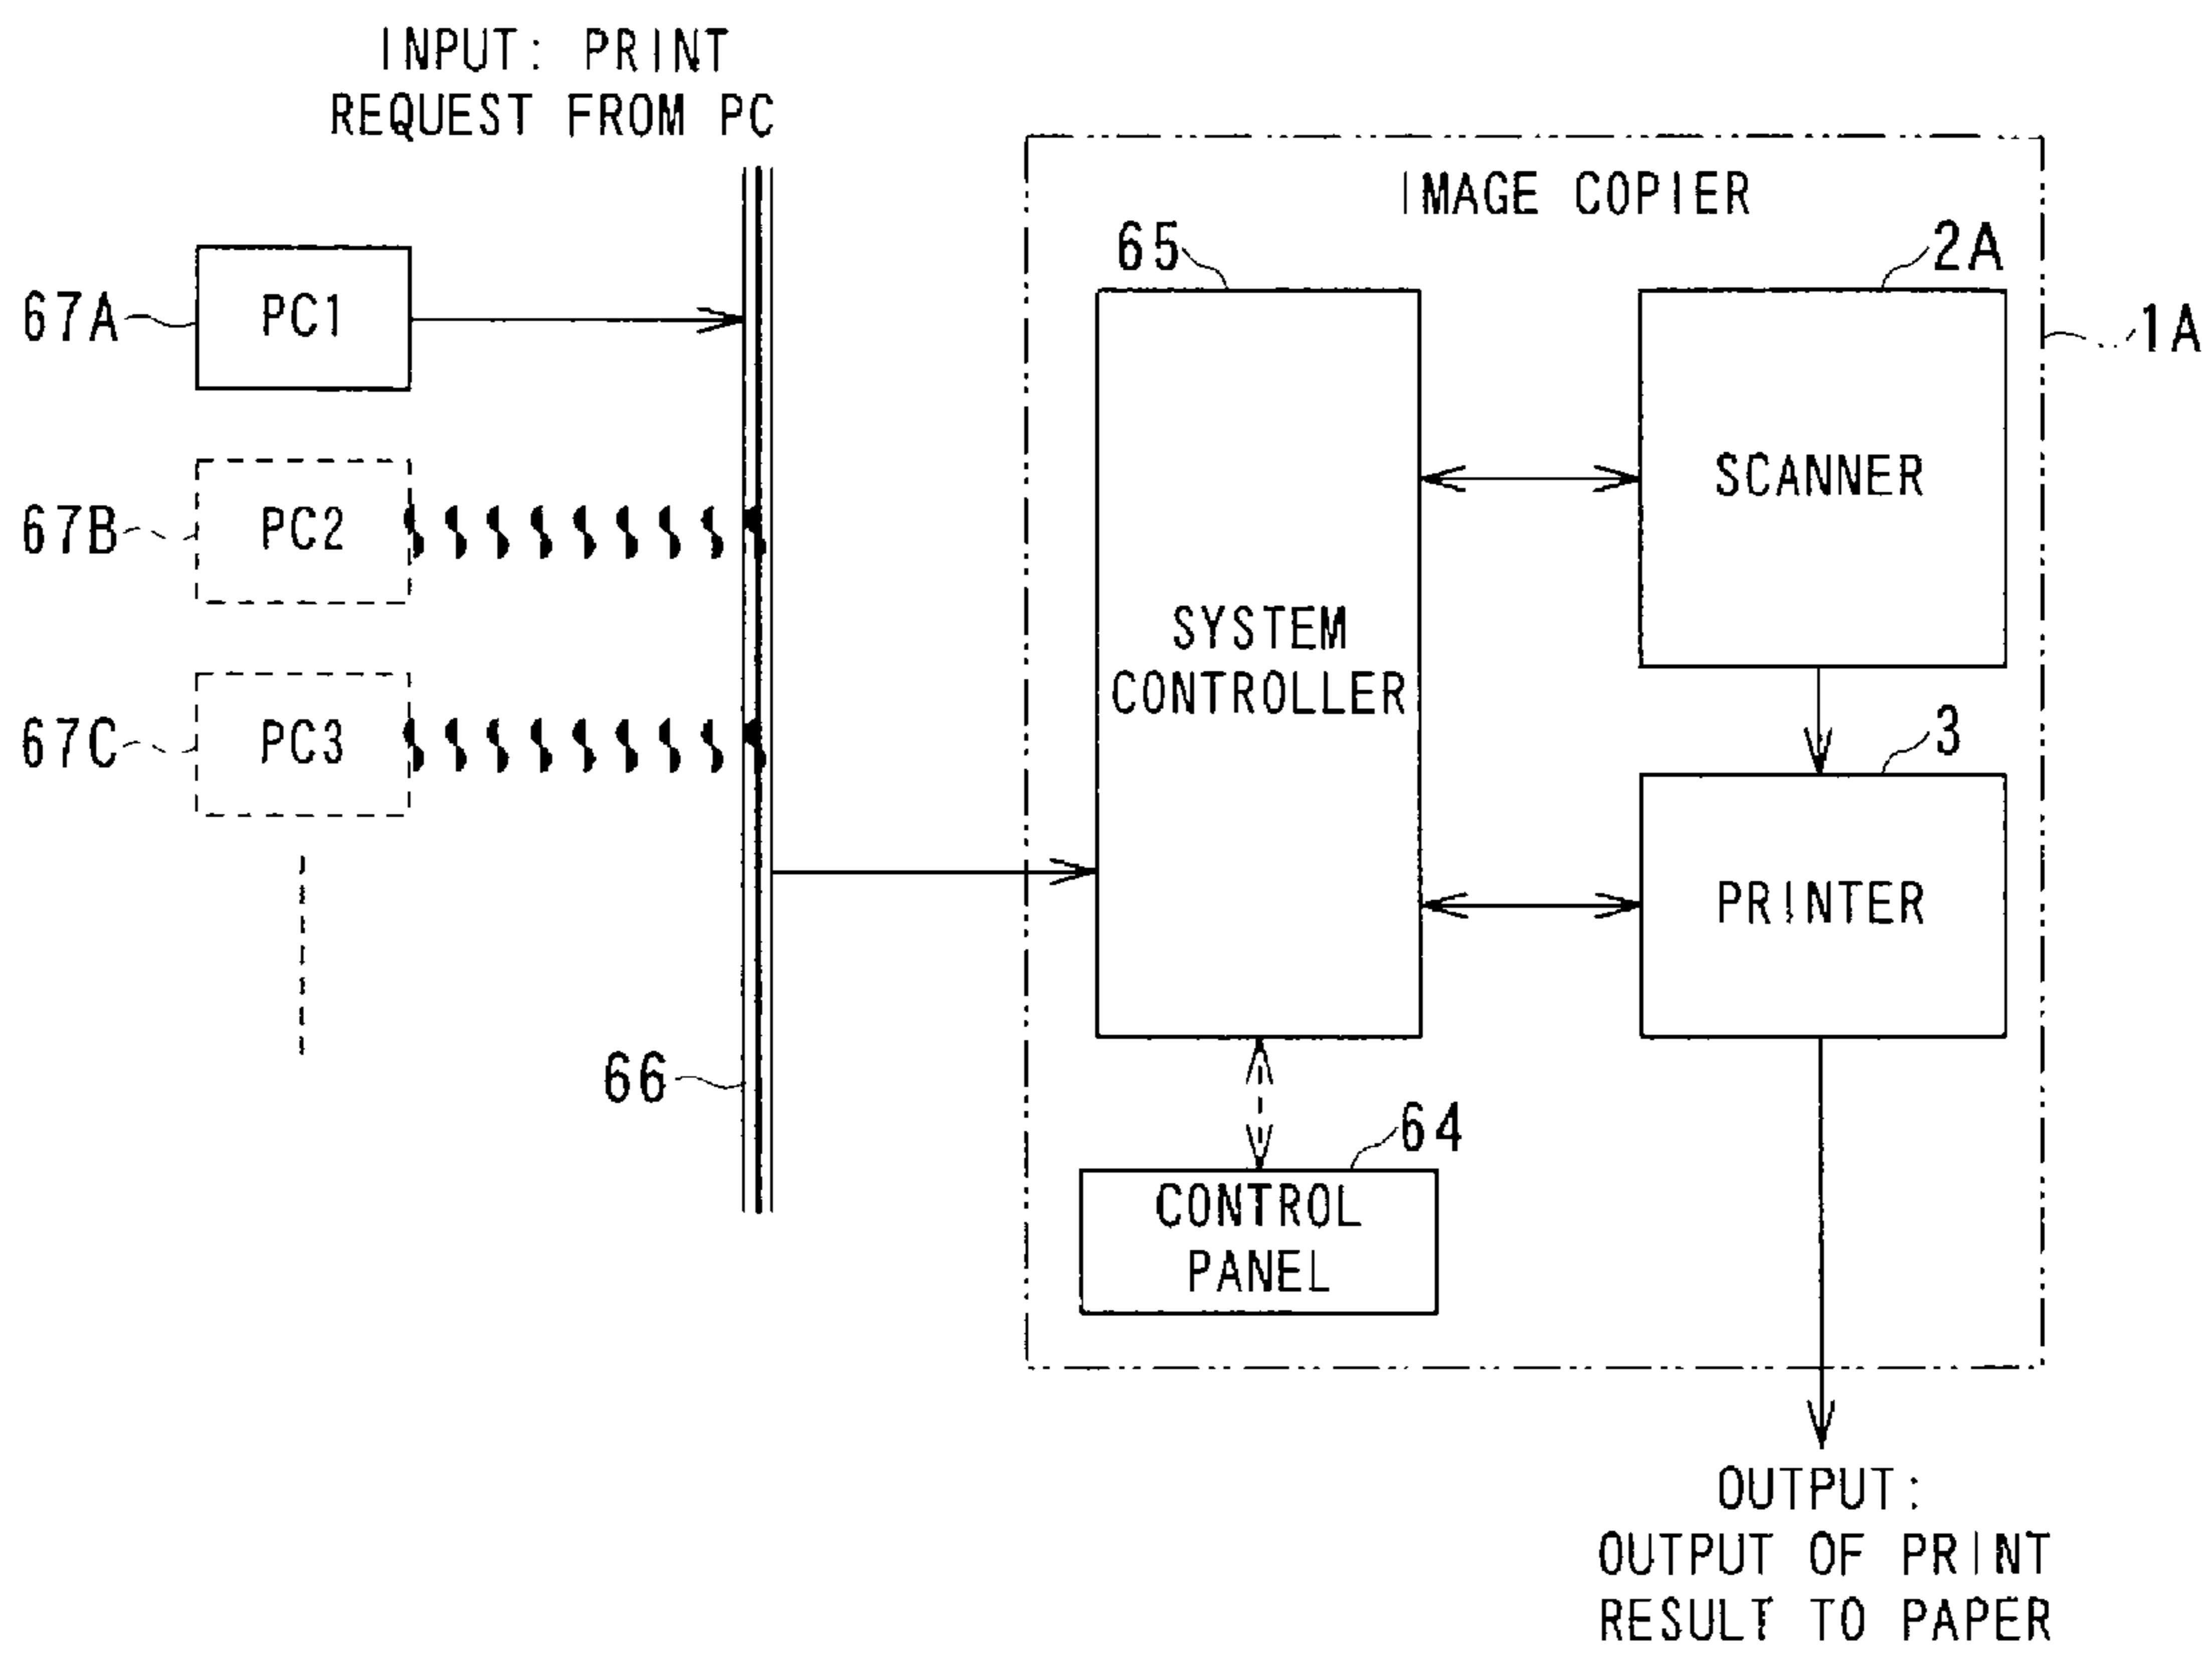 INPUT: PRINT
REQUEST FROM PC
IMAGE COPIER
65
2A
1A
67A
PC1
SCANNER
67B
PC2
SYSTEM
CONTROLLER
67C
PC3
3
PRINTER
66
64
CONTROL
PANEL
OUTPUT:
OUTPUT OF PRINT
RESULT TO PAPER